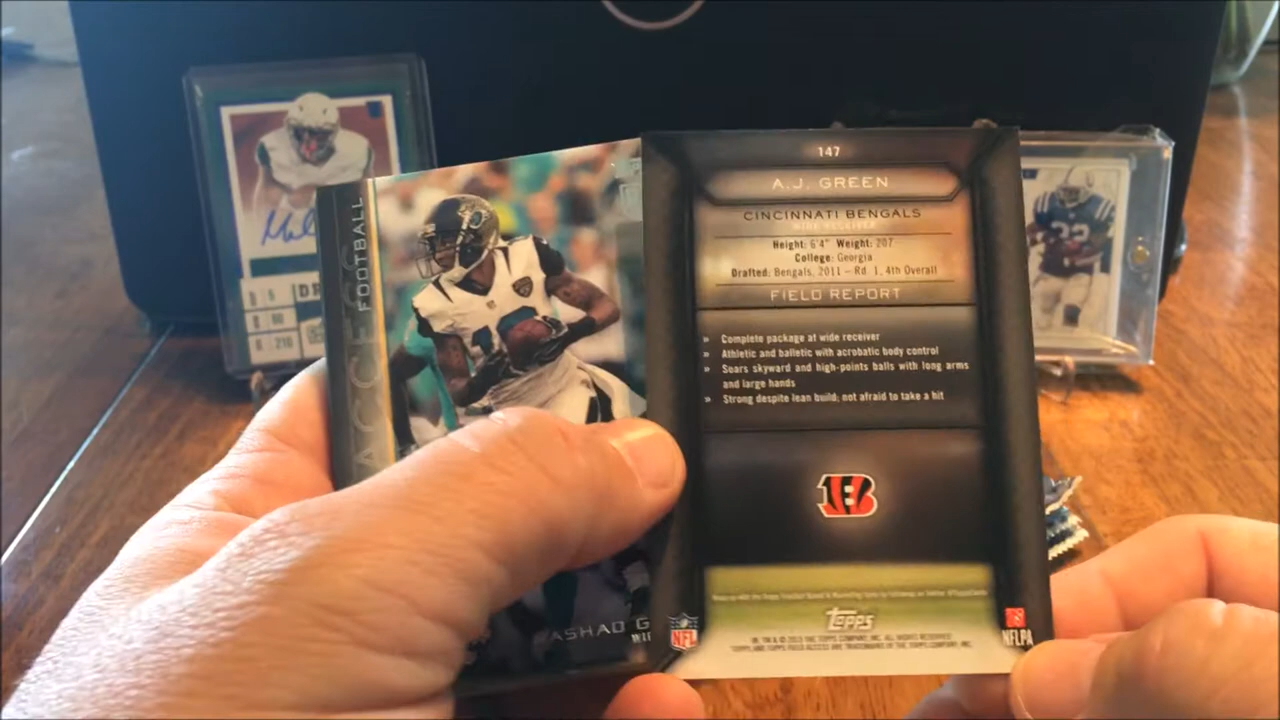 ACCESS FOOTBALL
ASHAD G
147
A.J. GREEN
CINCINNATI BENGALS
WIDE RECEIVER
Height: 6'4" Weight: 207
College: Georgia
Drafted: Bengals, 2011 – Rd. 1, 4th Overall
FIELD REPORT
» Complete package at wide receiver
» Athletic and balletic with acrobatic body control
» Soars skyward and high-points balls with long arms
and large hands
» Strong despite lean build; not afraid to take a hit
B
Topps
NFL
NFLPA